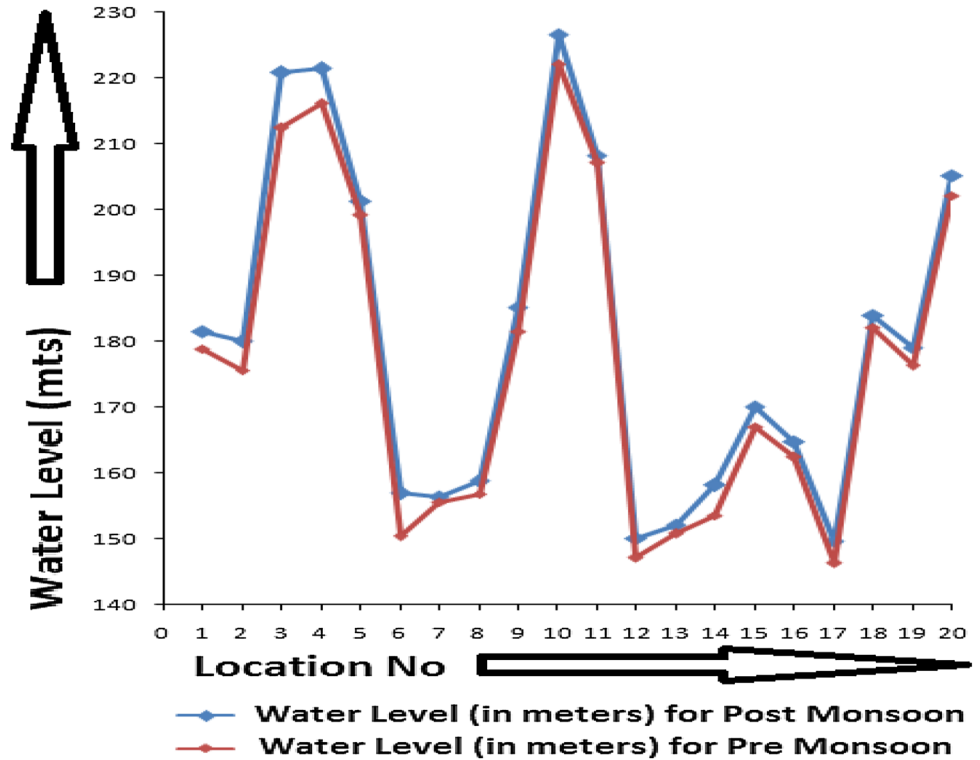 230
220
210
200
190
180
170
160
150
140
Water Level (mts)
0 1 2 3 4 5 6 7 8 9 10 11 12 13 14 15 16 17 18 19 20
Location No
Water Level (in meters) for Post Monsoon
Water Level (in meters) for Pre Monsoon